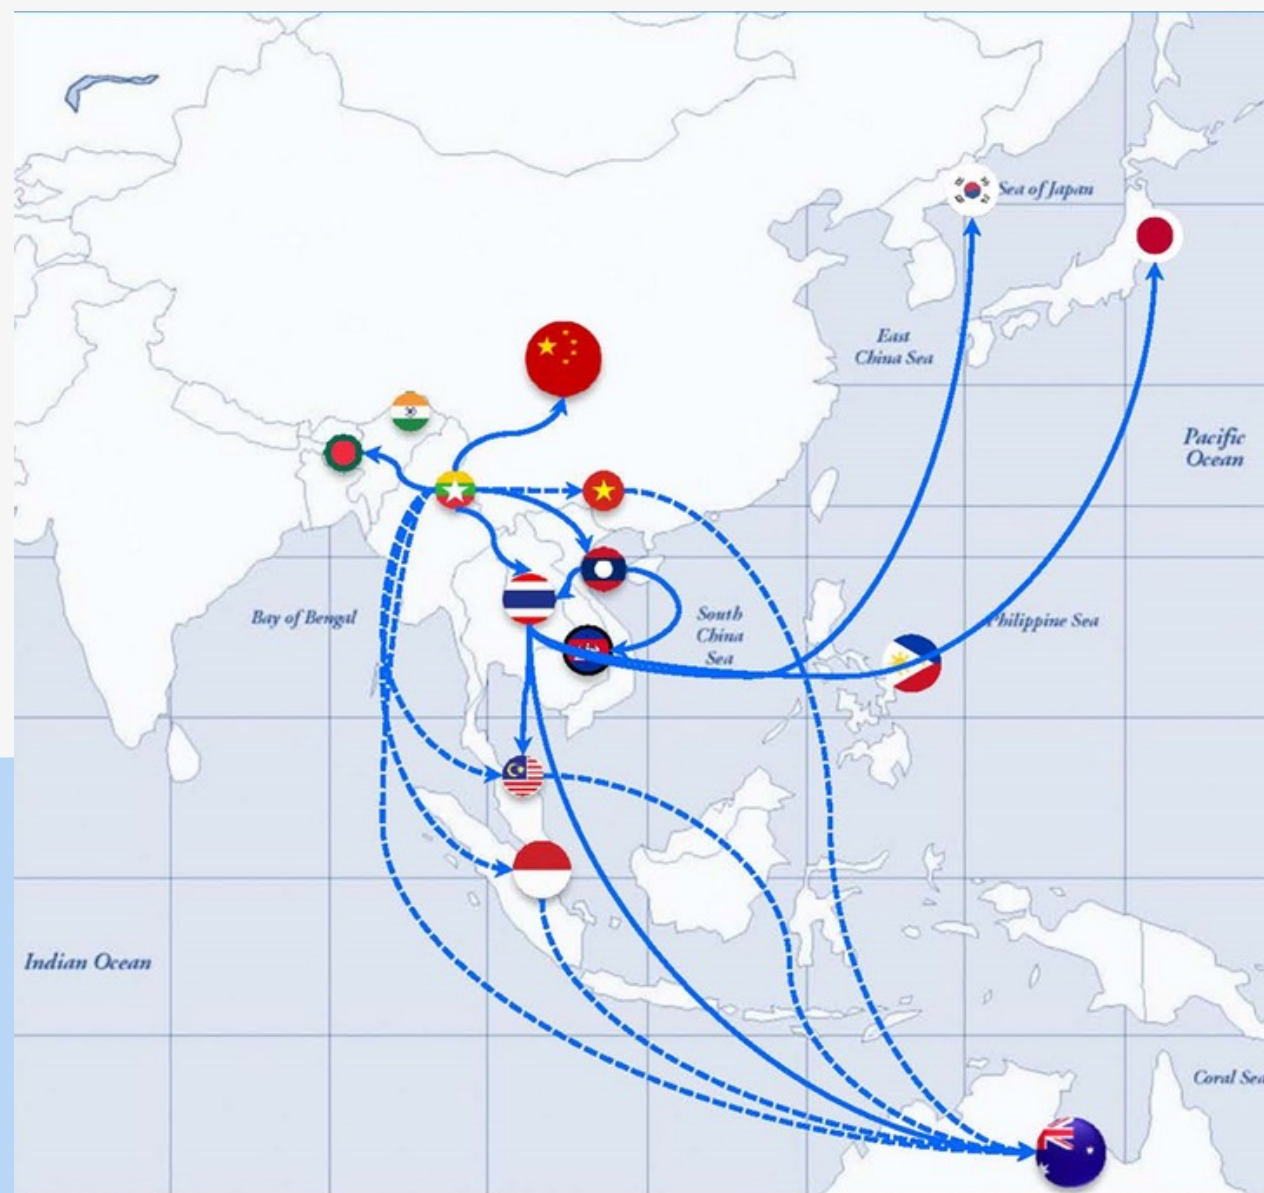 Sea of Japan
East
China Sea
Pacific
Ocean
Bay of Bengal
South
China
Sea
Philippine Sea
Indian Ocean
Coral Sea